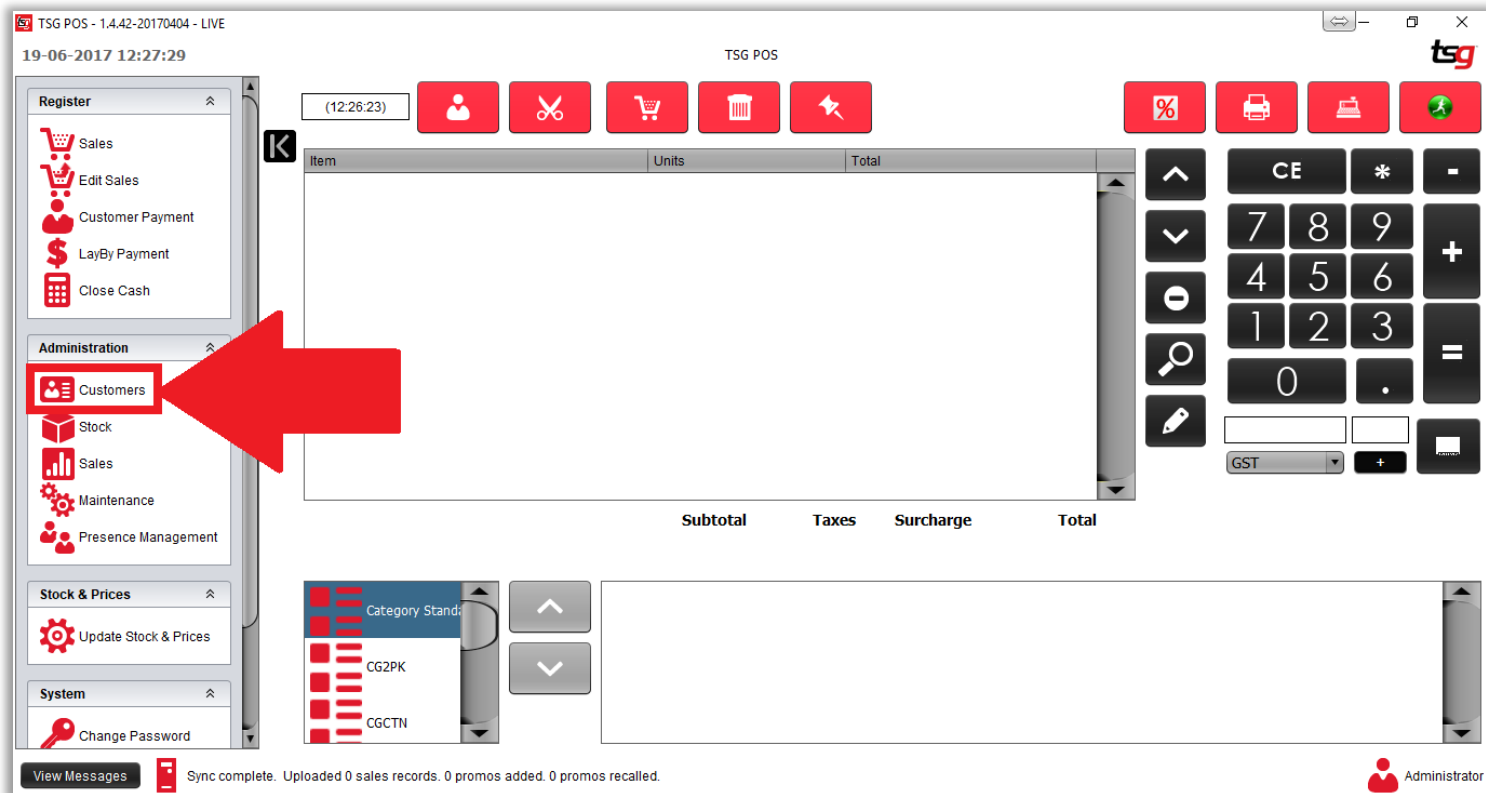 TSG POS - 1.4.42-20170404 - LIVE
19-06-2017 12:27:29
TSG POS
tsg
Register
Sales
Edit Sales
Customer Payment
LayBy Payment
Close Cash
Administration
Customers
Stock
Sales
Maintenance
Presence Management
Stock & Prices
Update Stock & Prices
System
Change Password
(12:26:23)
%
Item Units Total
CE * -
7 8 9 +
4 5 6
1 2 3 =
0 .
GST +
Subtotal Taxes Surcharge Total
Category Standa
CG2PK
CGCTN
View Messages
Sync complete. Uploaded 0 sales records. 0 promos added. 0 promos recalled.
Administrator